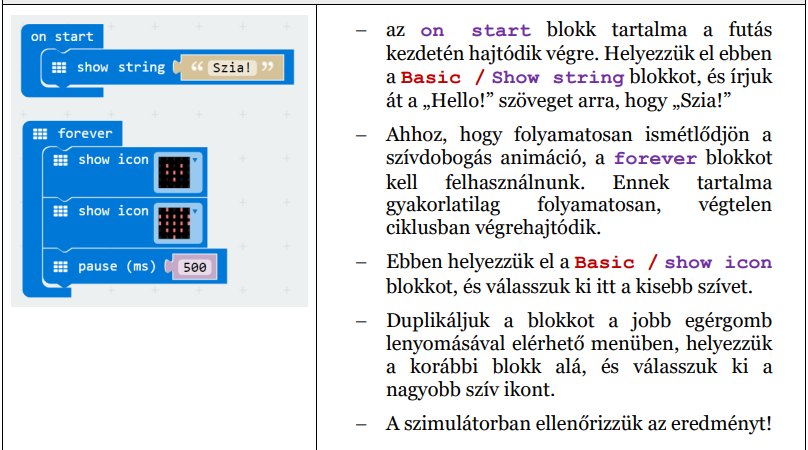 on start
show string “ Szia! ”
forever
show icon
show icon
pause (ms) 500
– az on start blokk tartalma a futás
kezdetén hajtódik végre. Helyezzük el ebben
a Basic / Show string blokkot, és írjuk
át a „Hello!” szöveget arra, hogy „Szia!”
– Ahhoz, hogy folyamatosan ismétlődjön a
szívdobogás animáció, a forever blokkot
kell felhasználnunk. Ennek tartalma
gyakorlatilag folyamatosan, végtelen
ciklusban végrehajtódik.
– Ebben helyezzük el a Basic / show icon
blokkot, és válasszuk ki itt a kisebb szívet.
– Duplikáljuk a blokkot a jobb egérgomb
lenyomásával elérhető menüben, helyezzük
a korábbi blokk alá, és válasszuk ki a
nagyobb szív ikont.
– A szimulátorban ellenőrizzük az eredményt!